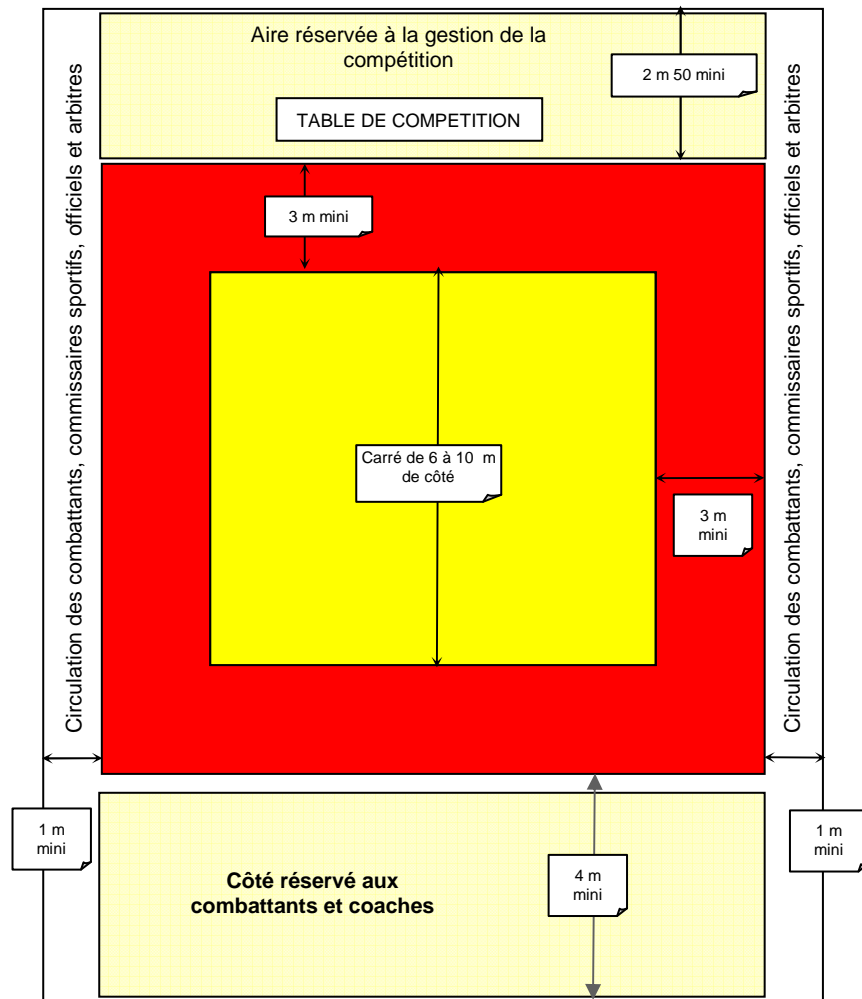 Aire réservée à la gestion de la
compétition
2 m 50 mini
TABLE DE COMPETITION
3 m mini
Circulation des combattants, commissaires sportifs, officiels et arbitres
Circulation des combattants, commissaires sportifs, officiels et arbitres
Carré de 6 à 10 m
de côté
3 m
mini
1 m
mini
1 m
mini
Côté réservé aux
combattants et coaches
4 m
mini